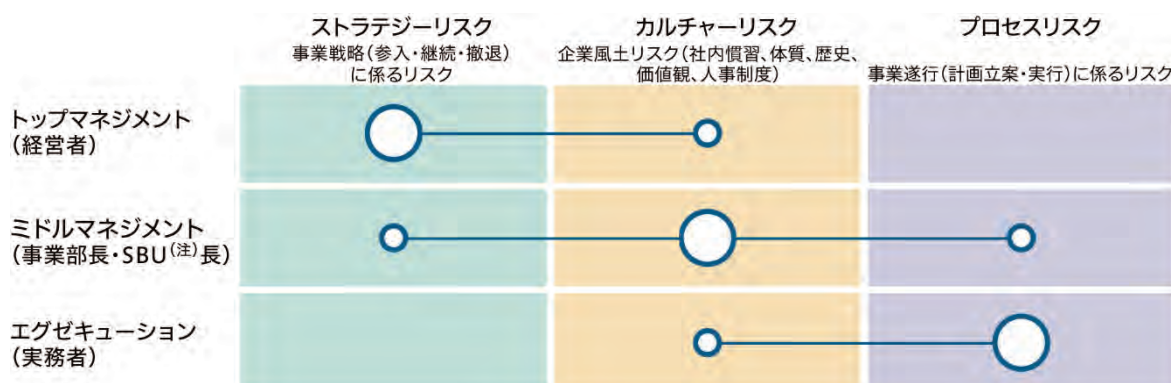 ストラテジーリスク
事業戦略(参入・継続・撤退)
に係るリスク
カルチャーリスク
企業風土リスク(社内慣習、体質、歴史、
価値観、人事制度)
プロセスリスク
事業遂行(計画立案・実行)に係るリスク
トップマネジメント
(経営者)
ミドルマネジメント
(事業部長・SBU(注)長)
エグゼキューション
(実務者)